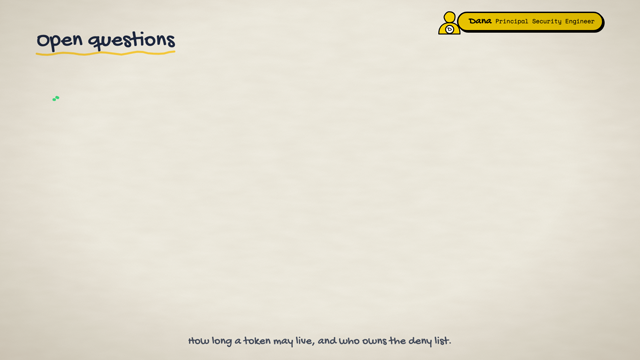 Open questions
Dana Principal Security Engineer
How long a token may live, and who owns the deny list.